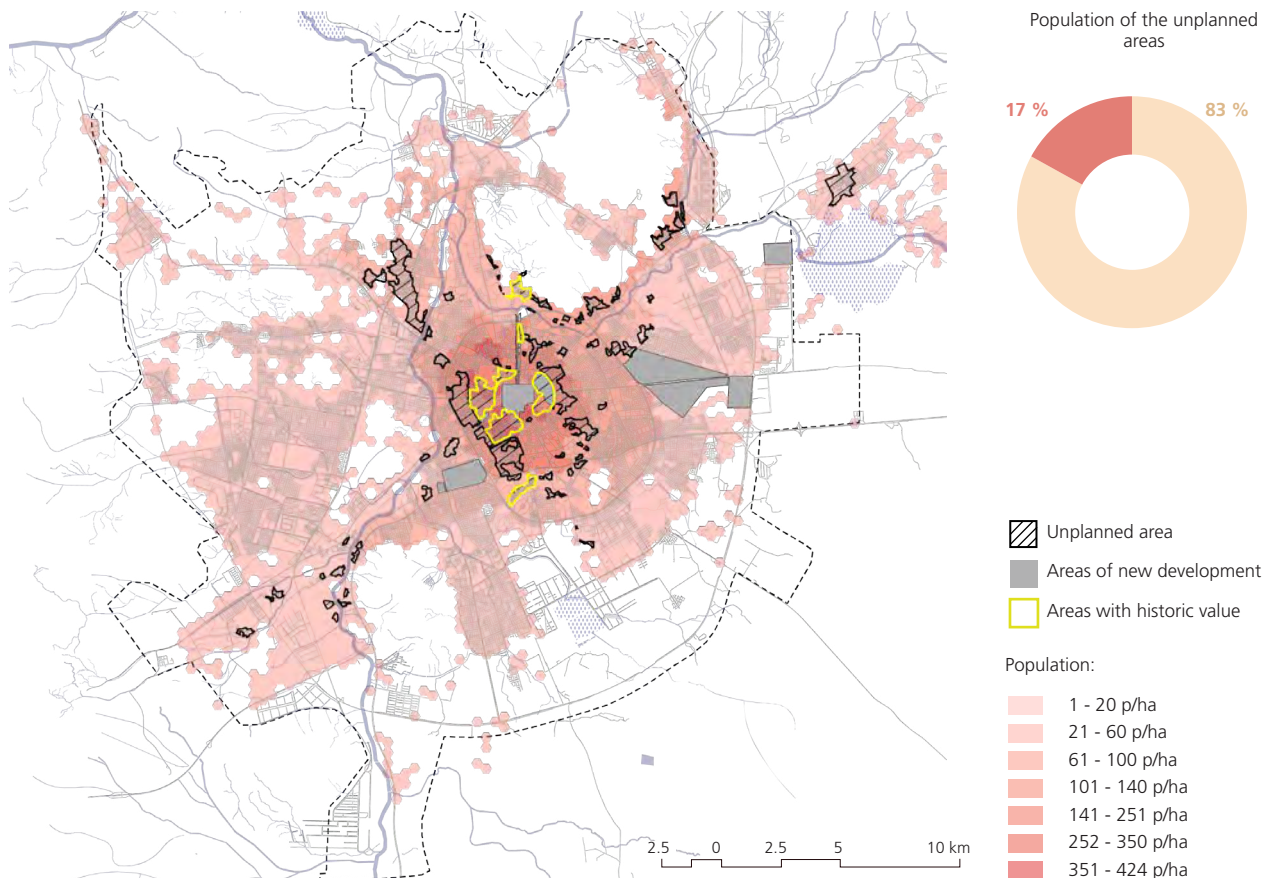 Population of the unplanned
areas
17 %
83 %
Unplanned area
Areas of new development
Areas with historic value
Population:
1 - 20 p/ha
21 - 60 p/ha
61 - 100 p/ha
101 - 140 p/ha
141 - 251 p/ha
252 - 350 p/ha
351 - 424 p/ha
2.5 0 2.5 5 10 km